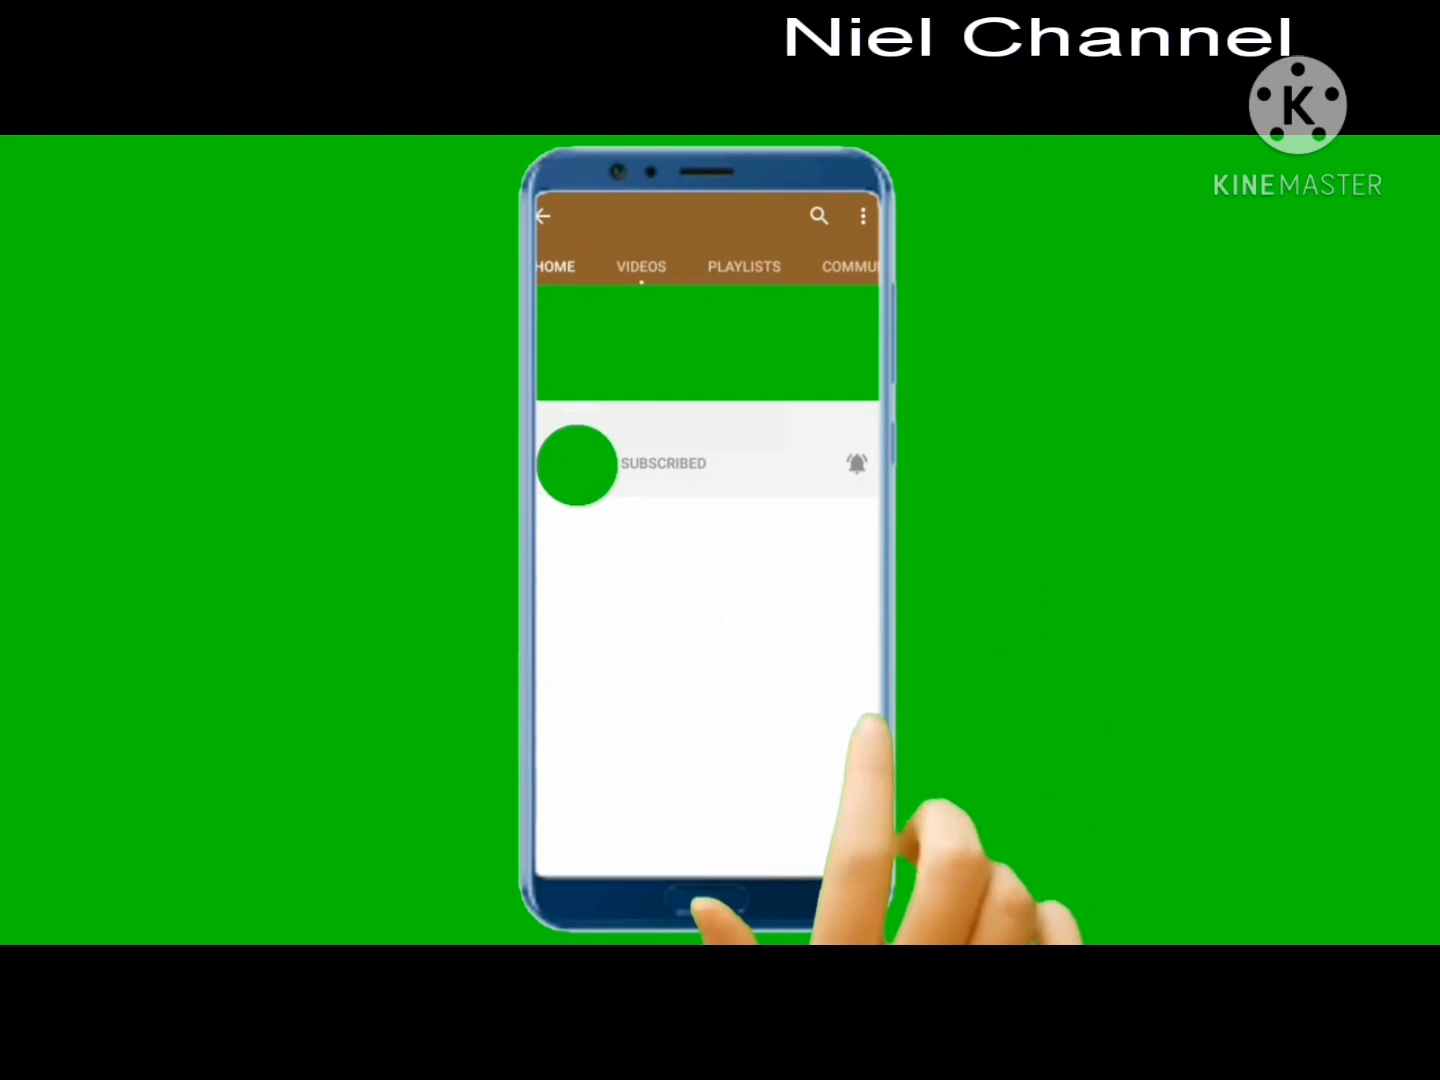 Niel Channel
K
KINEMASTER
HOME VIDEOS PLAYLISTS COMMU
SUBSCRIBED